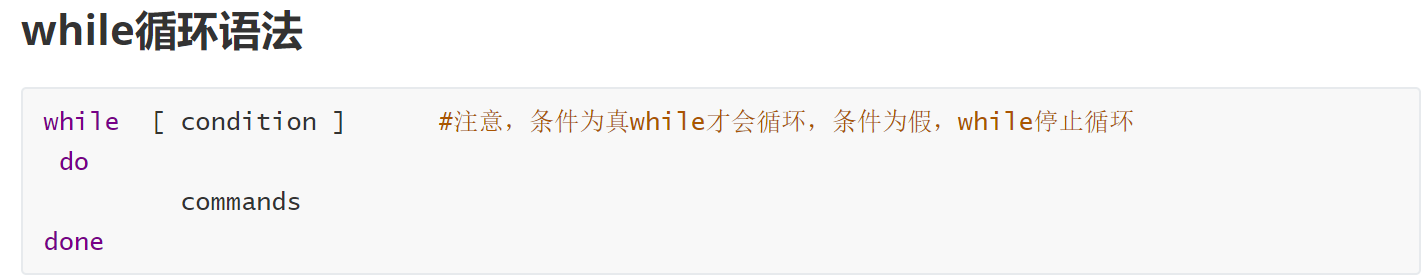 while循环语法
while  [ condition ]      #注意，条件为真while才会循环，条件为假，while停止循环
 do
         commands
done